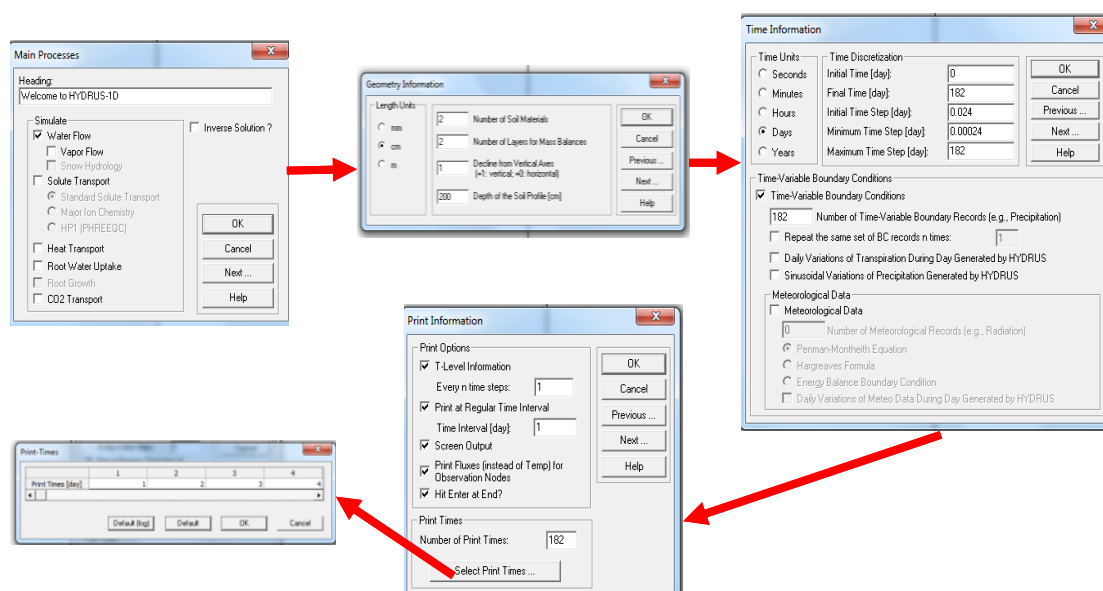 Main Processes
Heading:
Welcome to HYDRUS-1D
Simulate
Water Flow
Vapor Flow
Snow Hydrology
Solute Transport
Standard Solute Transport
Major Ion Chemistry
HP1 (PHREEQC)
Heat Transport
Root Water Uptake
Root Growth
CO2 Transport
Inverse Solution ?
OK
Cancel
Next ...
Help
Geometry Information
Length Units
mm
cm
m
2 Number of Soil Materials
2 Number of Layers for Mass Balances
1 Decline from Vertical Axes
(=1: vertical; =0: horizontal)
200 Depth of the Soil Profile [cm]
OK
Cancel
Previous ...
Next ...
Help
Time Information
Time Units
Seconds
Minutes
Hours
Days
Years
Time Discretization
Initial Time [day]: 0
Final Time [day]: 182
Initial Time Step [day]: 0.024
Minimum Time Step [day]: 0.00024
Maximum Time Step [day]: 182
OK
Cancel
Previous ...
Next ...
Help
Time-Variable Boundary Conditions
Time-Variable Boundary Conditions
182 Number of Time-Variable Boundary Records (e.g., Precipitation)
Repeat the same set of BC records n times: 1
Daily Variations of Transpiration During Day Generated by HYDRUS
Sinusoidal Variations of Precipitation Generated by HYDRUS
Meteorological Data
Meteorological Data
0 Number of Meteorological Records (e.g., Radiation)
Penman-Montheith Equation
Hargreaves Formula
Energy Balance Boundary Condition
Daily Variations of Meteo Data During Day Generated by HYDRUS
Print Information
Print Options
T-Level Information
Every n time steps: 1
Print at Regular Time Interval
Time Interval [day]: 1
Screen Output
Print Fluxes (instead of Temp) for
Observation Nodes
Hit Enter at End?
OK
Cancel
Previous ...
Next ...
Help
Print Times
Number of Print Times: 182
Select Print Times ...
Print-Times
1 2 3 4
Print Times [day] 1 2 3 4
Default (log) Default OK Cancel